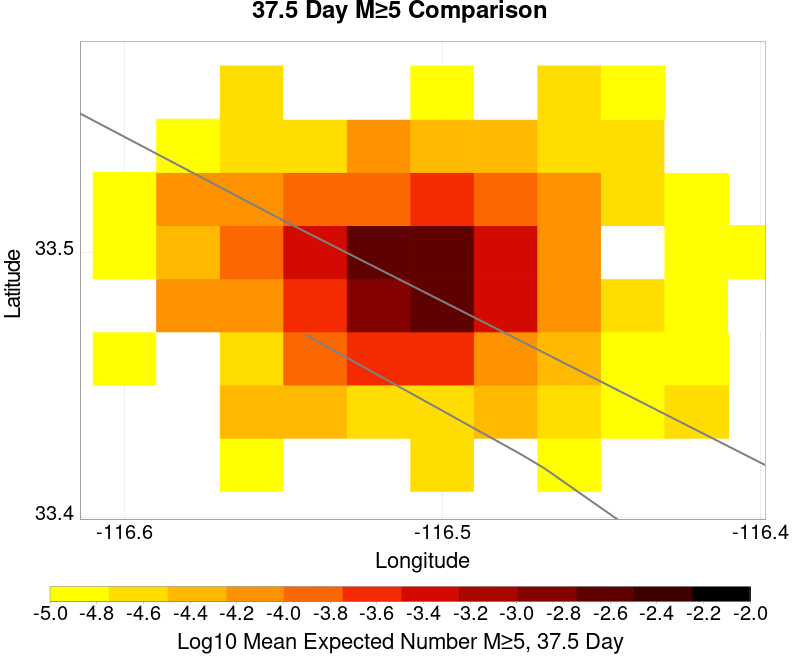 37.5 Day M≥5 Comparison
Latitude
33.5
33.4
-116.6 -116.5 -116.4
Longitude
-5.0 -4.8 -4.6 -4.4 -4.2 -4.0 -3.8 -3.6 -3.4 -3.2 -3.0 -2.8 -2.6 -2.4 -2.2 -2.0
Log10 Mean Expected Number M≥5, 37.5 Day